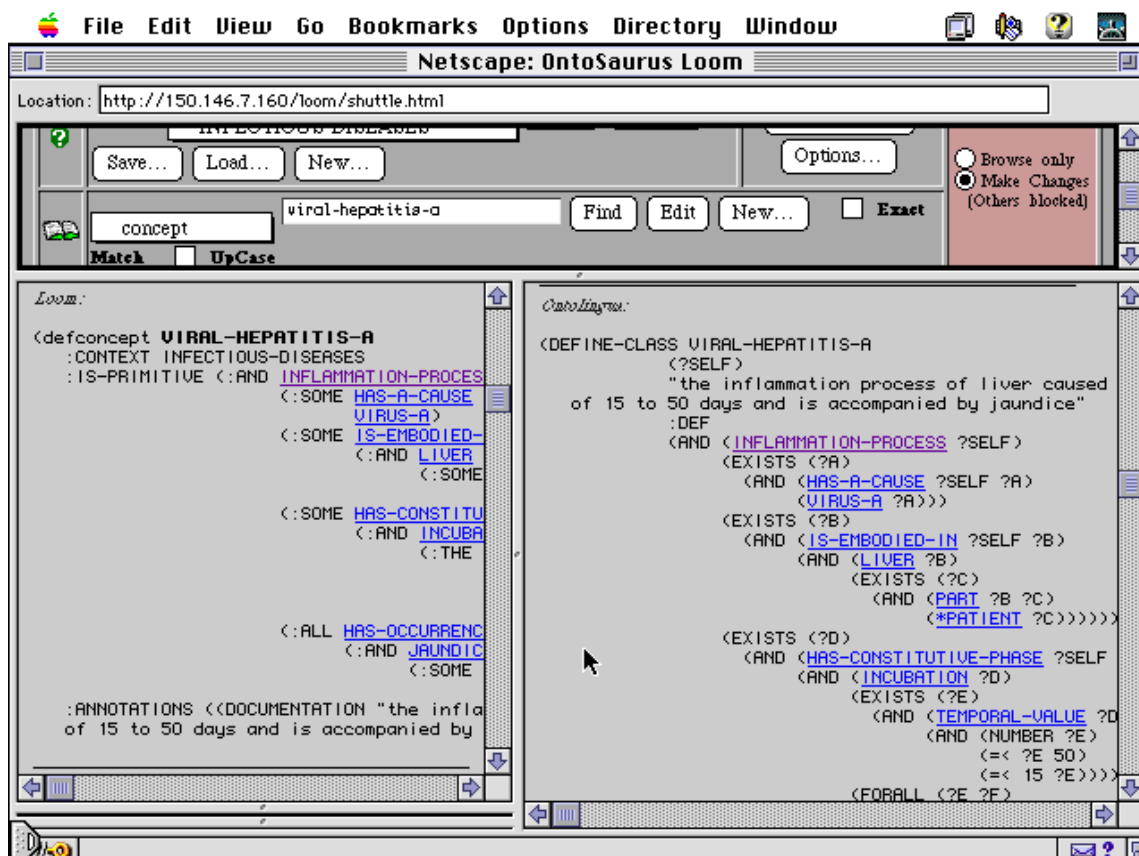 File Edit View Go Bookmarks Options Directory Window
Netscape: OntoSaurus Loom
Location: http://150.146.7.160/loom/shuttle.html
INFECTIOUS DISEASES
Save... Load... New... Options...
Browse only
Make Changes
(Others blocked)
concept viral-hepatitis-a Find Edit New... Exact
Match UpCase
Loom:
(defconcept VIRAL-HEPATITIS-A
:CONTEXT INFECTIOUS-DISEASES
:IS-PRIMITIVE (:AND INFLAMMATION-PROCES
(:SOME HAS-A-CAUSE
VIRUS-A)
(:SOME IS-EMBODIED-
(:AND LIVER
(:SOME
(:SOME HAS-CONSTITU
(:AND INCUBA
(:THE
(:ALL HAS-OCCURRENC
(:AND JAUNDIC
(:SOME
:ANNOTATIONS ((DOCUMENTATION "the infla
of 15 to 50 days and is accompanied by
Ontolingua:
(DEFINE-CLASS VIRAL-HEPATITIS-A
(?SELF)
"the inflammation process of liver caused
of 15 to 50 days and is accompanied by jaundice"
:DEF
(AND (INFLAMMATION-PROCESS ?SELF)
(EXISTS (?A)
(AND (HAS-A-CAUSE ?SELF ?A)
(VIRUS-A ?A)))
(EXISTS (?B)
(AND (IS-EMBODIED-IN ?SELF ?B)
(AND (LIVER ?B)
(EXISTS (?C)
(AND (PART ?B ?C)
(*PATIENT ?C))))))
(EXISTS (?D)
(AND (HAS-CONSTITUTIVE-PHASE ?SELF
(AND (INCUBATION ?D)
(EXISTS (?E)
(AND (TEMPORAL-VALUE ?D
(AND (NUMBER ?E)
(=< ?E 50)
(=< 15 ?E))))
(FORALL (?E ?F)